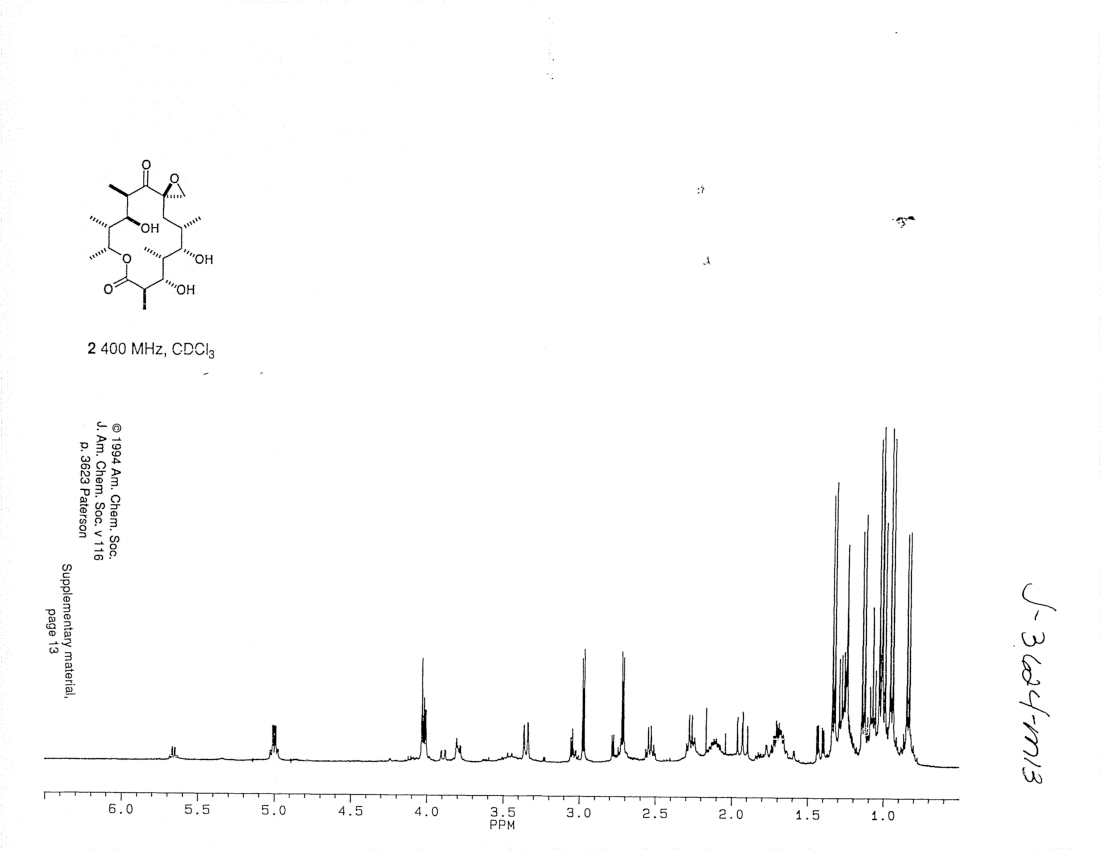 O
O
OH
O
OH
O
OH
2 400 MHz, CDCl3
© 1994 Am. Chem. Soc.
J. Am. Chem. Soc. v 116
p. 3623 Paterson
Supplementary material,
page 13
J-3624-M13
6.0 5.5 5.0 4.5 4.0 3.5 3.0 2.5 2.0 1.5 1.0
PPM